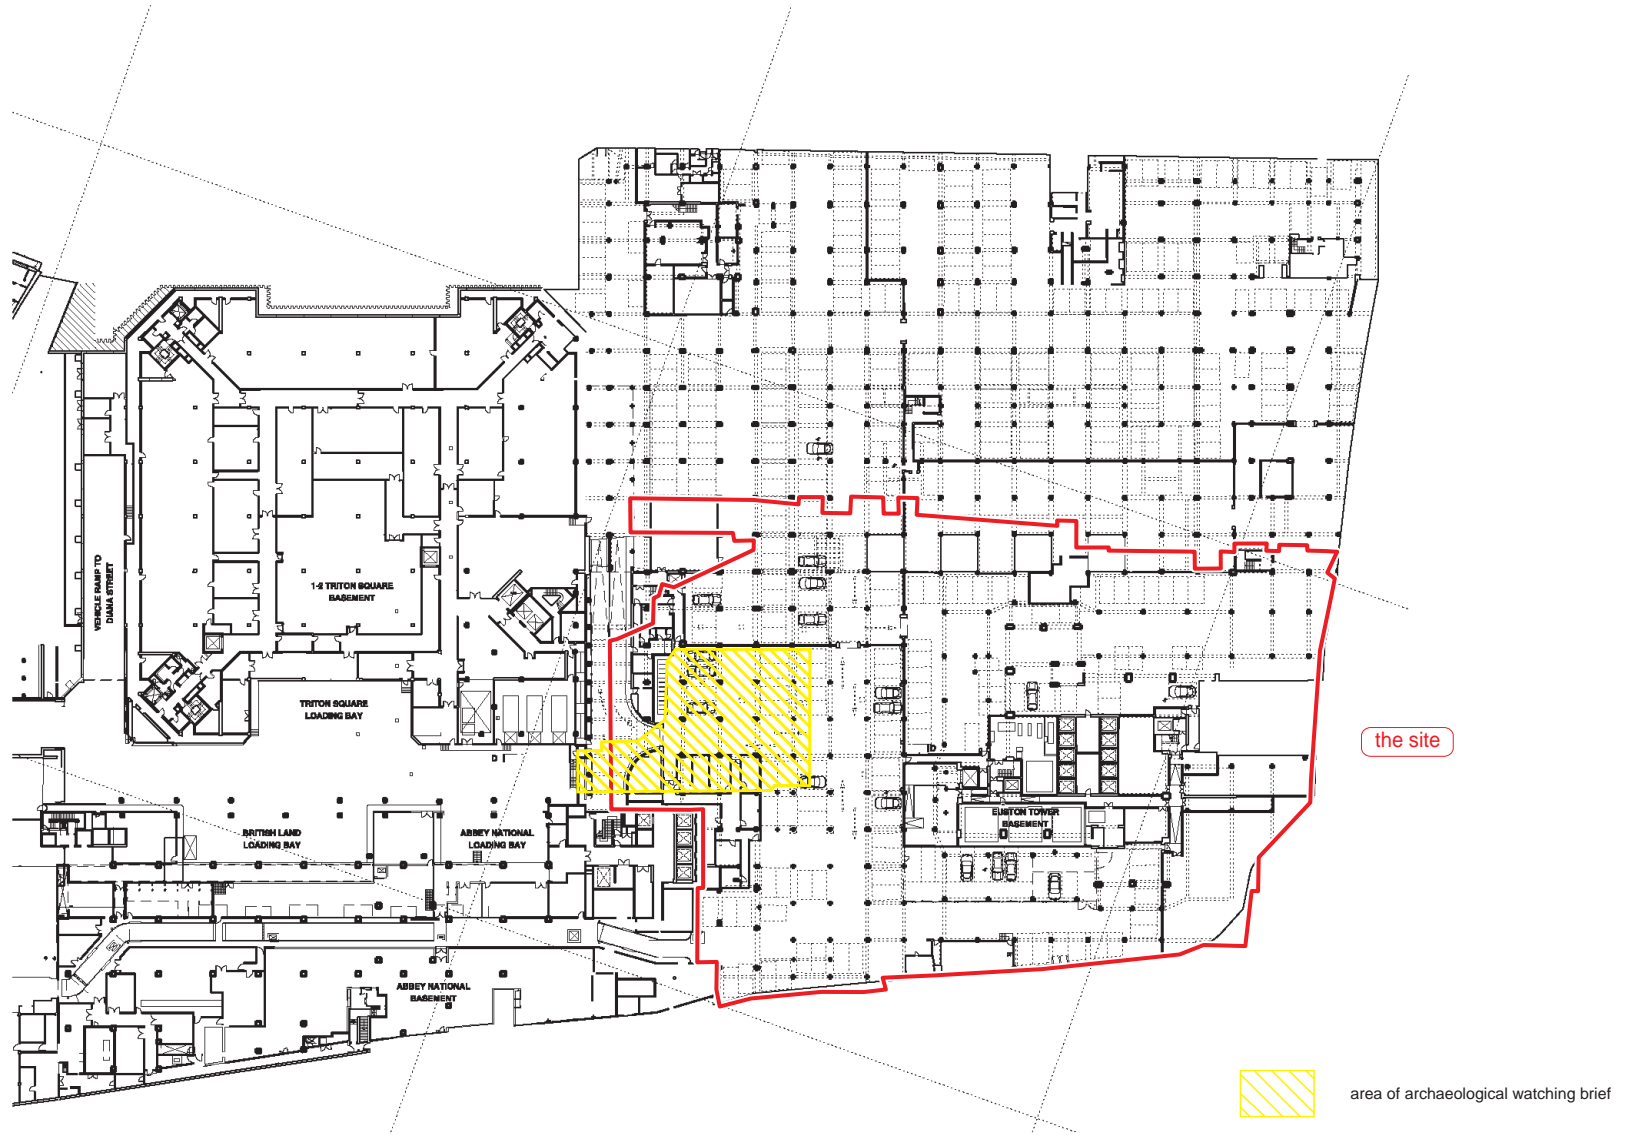 VEHICLE RAMP TO
DIANA STREET
1-2 TRITON SQUARE
BASEMENT
TRITON SQUARE
LOADING BAY
the site
EUSTON TOWER
BASEMENT
BRITISH LAND
LOADING BAY
ABBEY NATIONAL
LOADING BAY
ABBEY NATIONAL
BASEMENT
area of archaeological watching brief